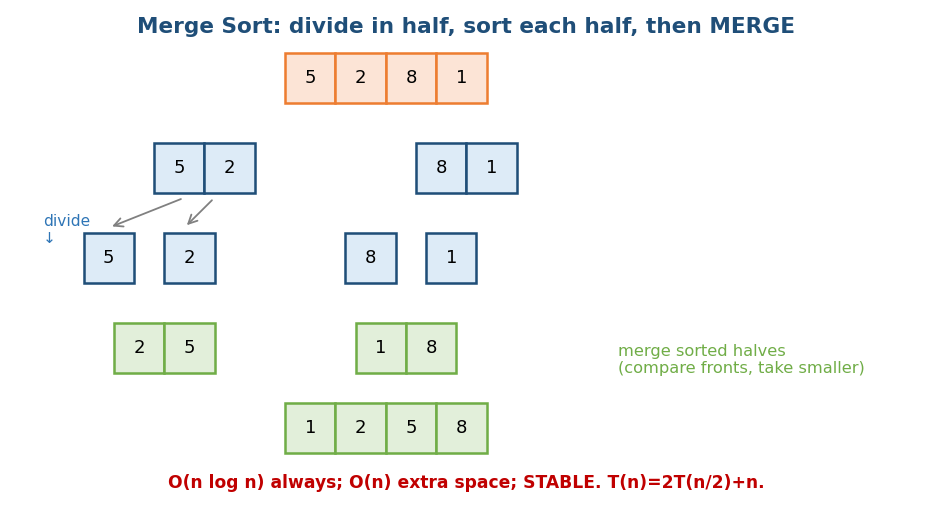 Merge Sort: divide in half, sort each half, then MERGE
5 2 8 1
5 2 8 1
divide
↓
5 2 8 1
2 5 1 8
merge sorted halves
(compare fronts, take smaller)
1 2 5 8
O(n log n) always; O(n) extra space; STABLE. T(n)=2T(n/2)+n.